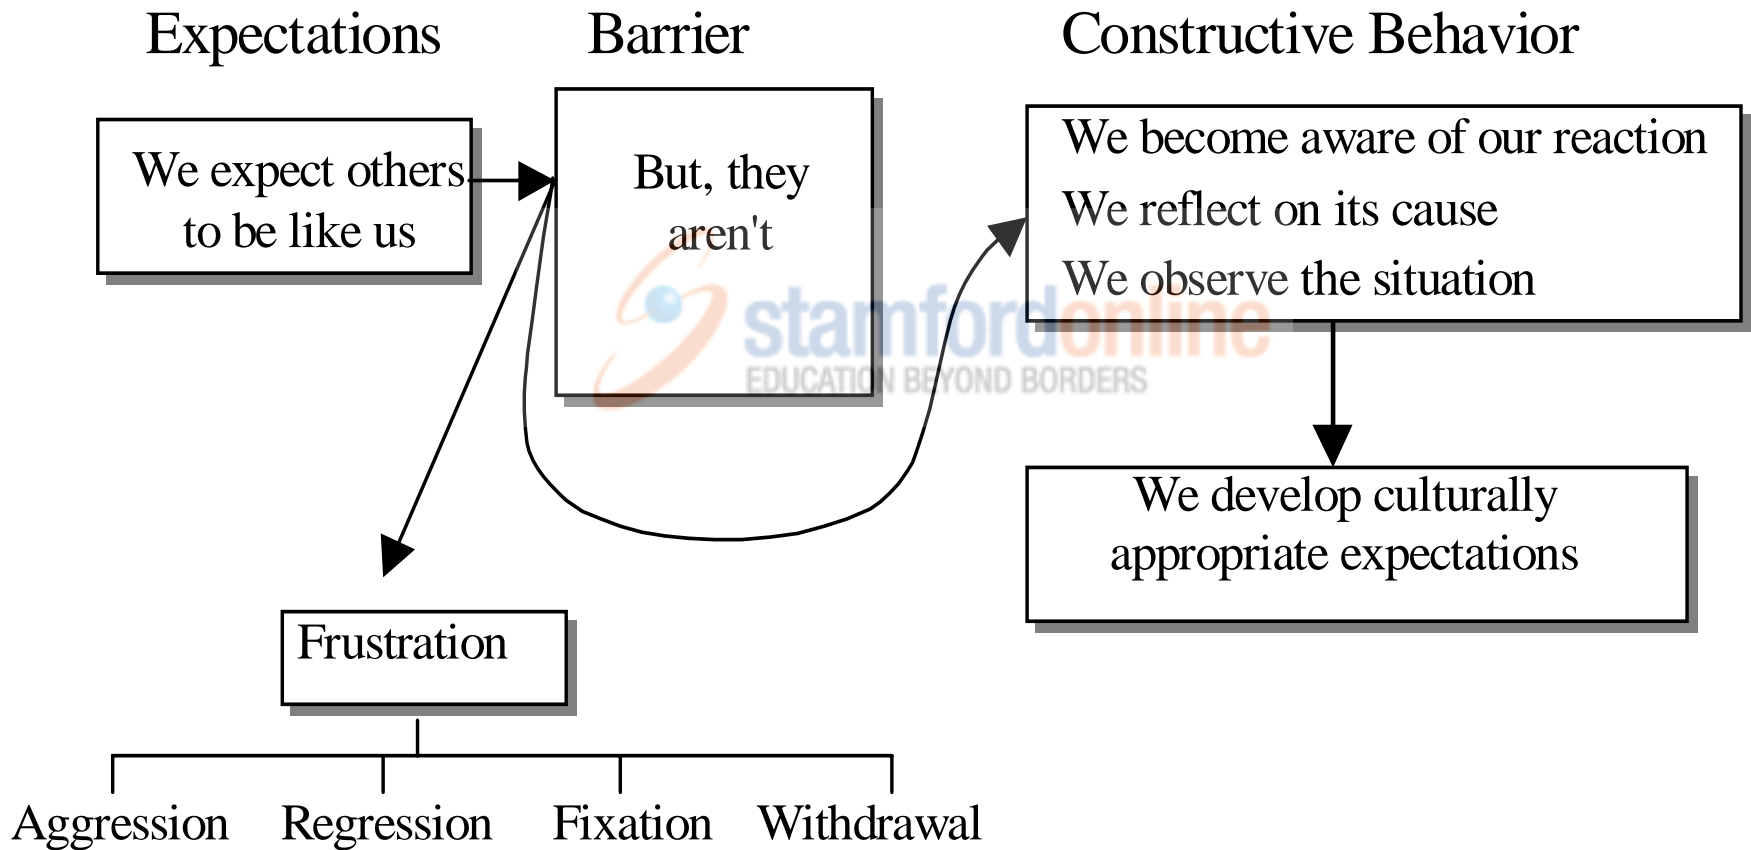 Expectations
Barrier
Constructive Behavior
We expect others
to be like us
But, they
aren't
We become aware of our reaction
We reflect on its cause
We observe the situation
stamfordonline
EDUCATION BEYOND BORDERS
We develop culturally
appropriate expectations
Frustration
Aggression
Regression
Fixation
Withdrawal